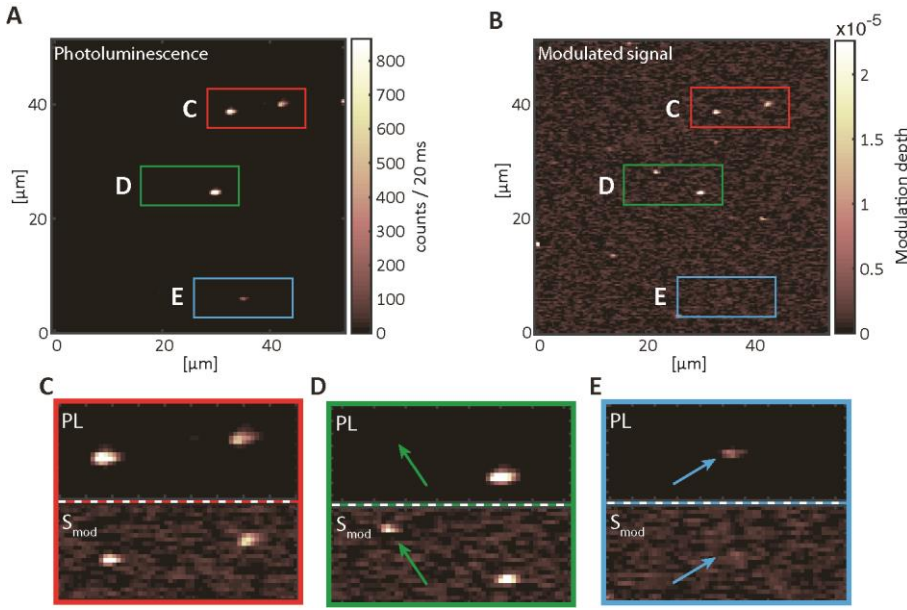 A
Photoluminescence
C
D
E
40
20
0
0
20
40
[µm]
[µm]
800
700
600
500
400
300
200
100
0
counts / 20 ms
B
Modulated signal
C
D
E
40
20
0
0
20
40
[µm]
[µm]
x10⁻⁵
2
1.5
1
0.5
0
Modulation depth
C
PL
Smod
D
PL
Smod
E
PL
Smod